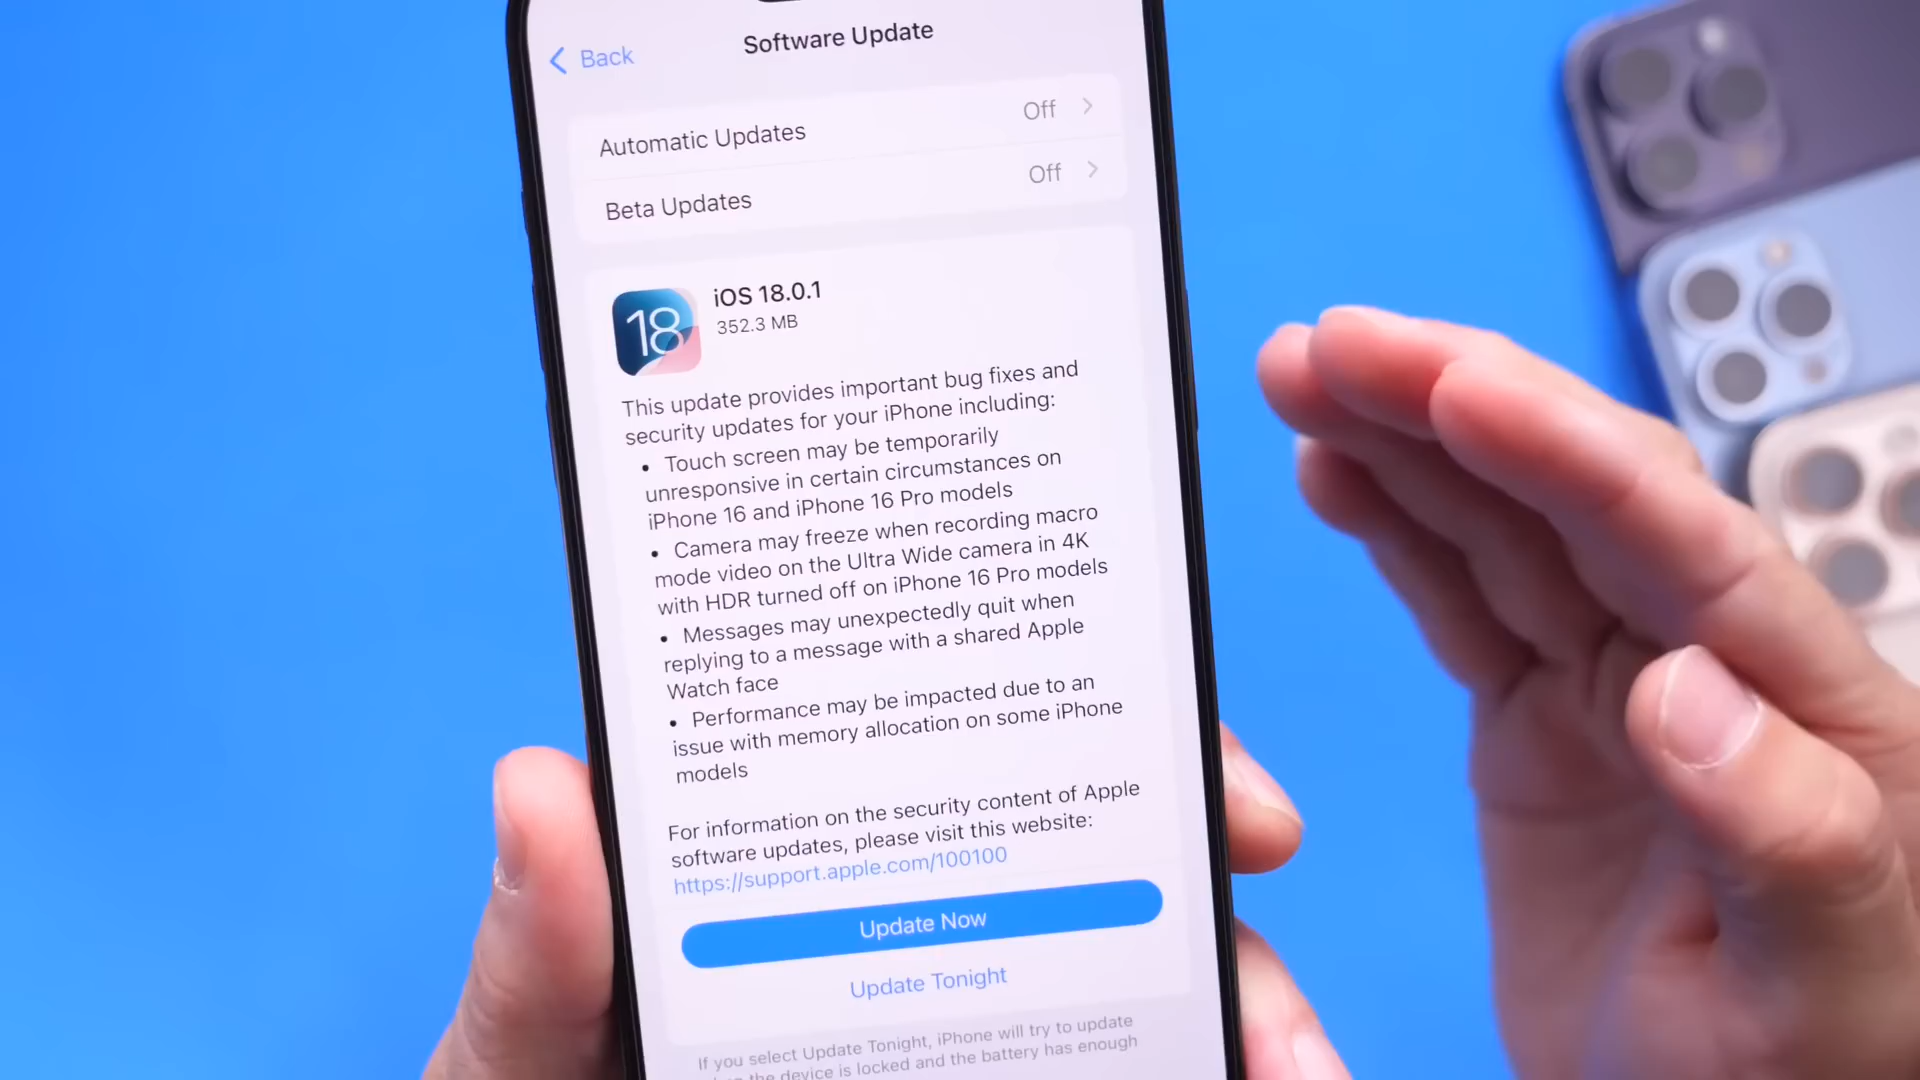 Back
Software Update
Automatic Updates
Off
Beta Updates
Off
18
iOS 18.0.1
352.3 MB
This update provides important bug fixes and
security updates for your iPhone including:
• Touch screen may be temporarily
unresponsive in certain circumstances on
iPhone 16 and iPhone 16 Pro models
• Camera may freeze when recording macro
mode video on the Ultra Wide camera in 4K
with HDR turned off on iPhone 16 Pro models
• Messages may unexpectedly quit when
replying to a message with a shared Apple
Watch face
• Performance may be impacted due to an
issue with memory allocation on some iPhone
models
For information on the security content of Apple
software updates, please visit this website:
https://support.apple.com/100100
Update Now
Update Tonight
If you select Update Tonight, iPhone will try to update
the device is locked and the battery has enough